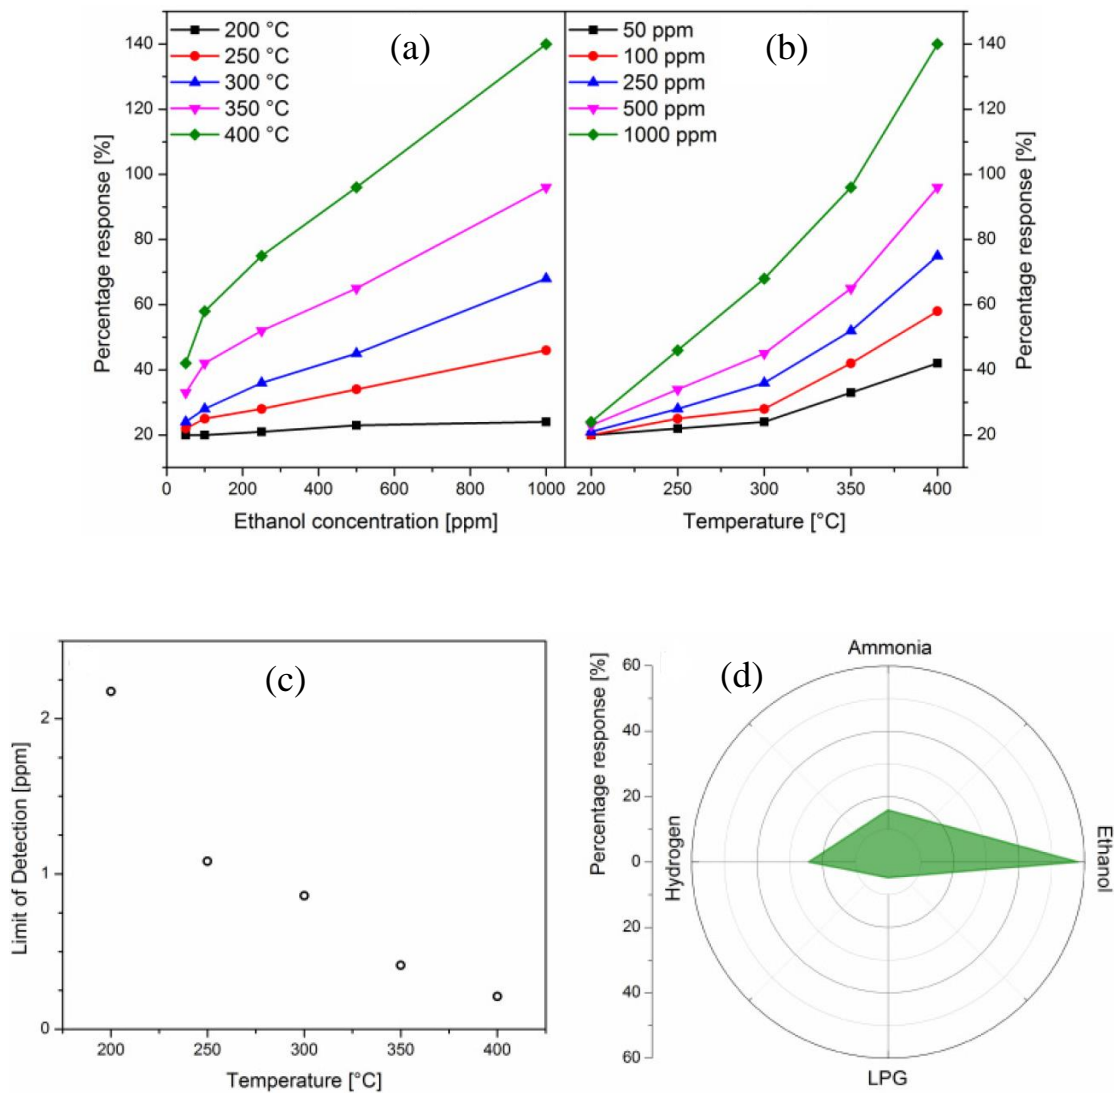 200 °C
250 °C
300 °C
350 °C
400 °C
(a)
140
120
100
80
60
40
20
Percentage response [%]
0
200
400
600
800
1000
Ethanol concentration [ppm]
50 ppm
100 ppm
250 ppm
500 ppm
1000 ppm
(b)
140
120
100
80
60
40
20
Percentage response [%]
200
250
300
350
400
Temperature [°C]
(c)
2
1
0
Limit of Detection [ppm]
200
250
300
350
400
Temperature [°C]
(d)
60
40
20
0
20
40
60
Percentage response [%]
Ammonia
Hydrogen
Ethanol
LPG